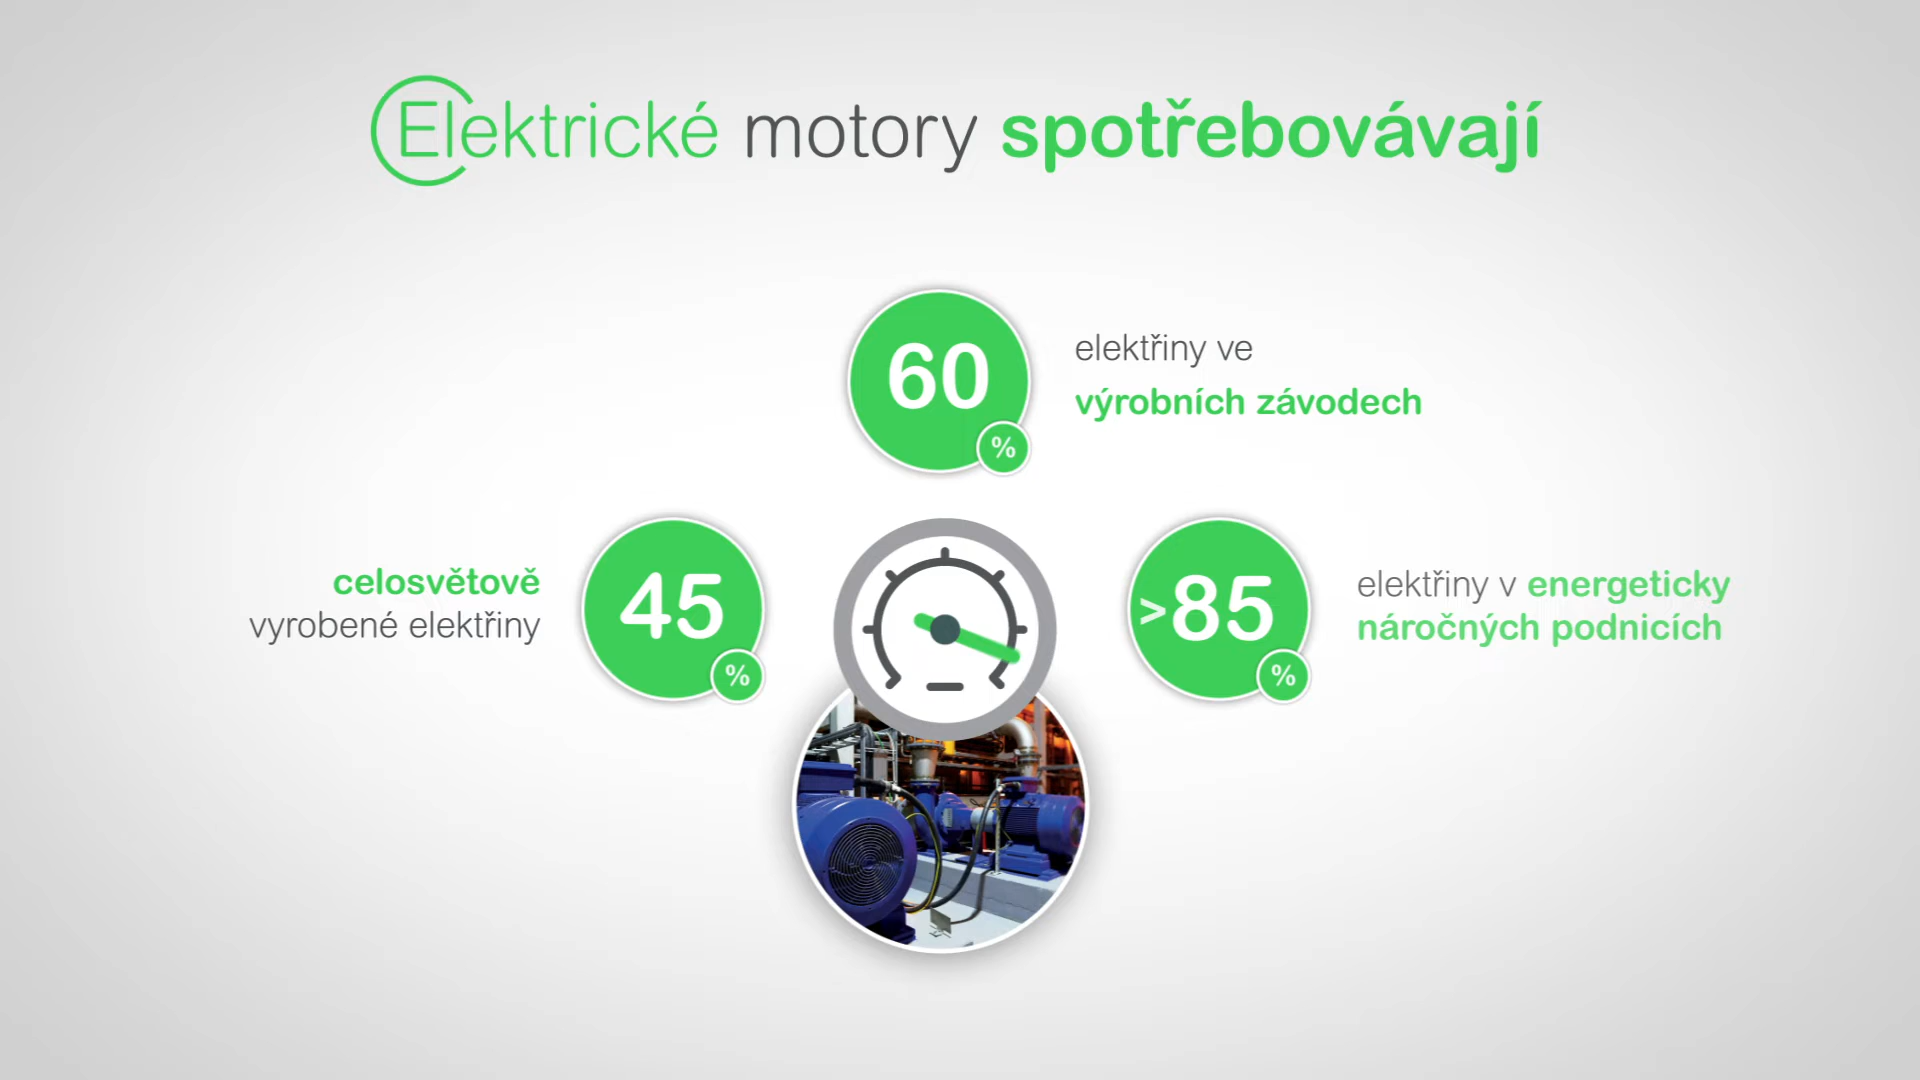 Elektrické motory spotřebovávají
60 %
elektřiny ve
výrobních závodech
celosvětově
vyrobené elektřiny
45 %
>85 %
elektřiny v energeticky
náročných podnicích